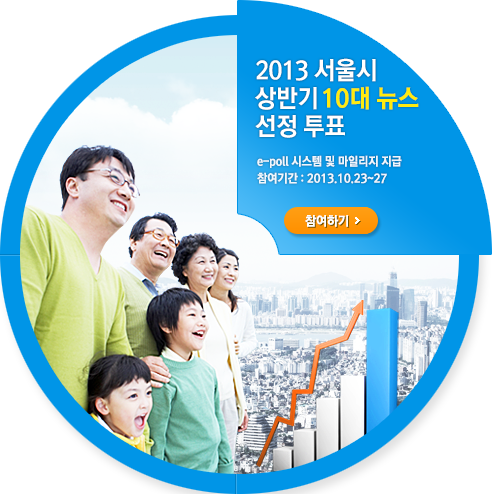 2013 서울시
상반기 10대 뉴스
선정 투표
e-poll 시스템 및 마일리지 지급
참여기간 : 2013.10.23~27
참여하기 >